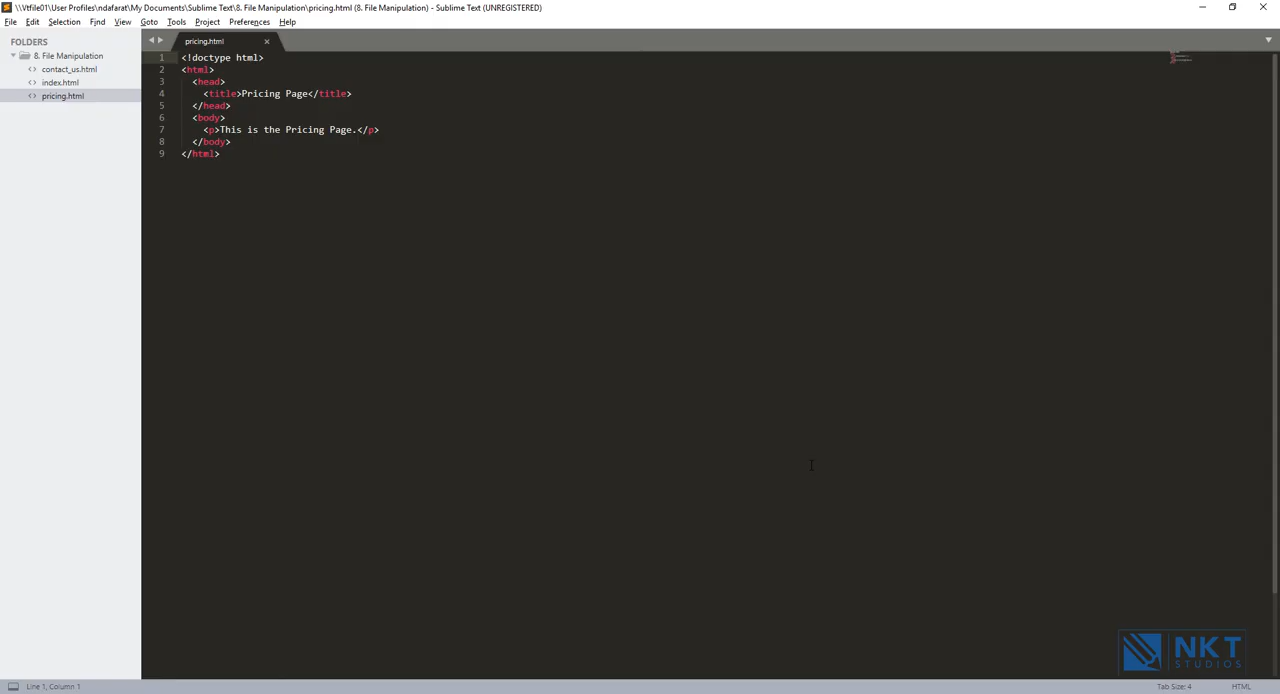 \\Vtfile01\User Profiles\ndafarat\My Documents\Sublime Text\8. File Manipulation\pricing.html (8. File Manipulation) - Sublime Text (UNREGISTERED)
File Edit Selection Find View Goto Tools Project Preferences Help
FOLDERS
8. File Manipulation
contact_us.html
index.html
pricing.html
pricing.html
1 <!doctype html>
2 <html>
3 <head>
4 <title>Pricing Page</title>
5 </head>
6 <body>
7 <p>This is the Pricing Page.</p>
8 </body>
9 </html>
NKT
STUDIOS
Line 1, Column 1
Tab Size: 4
HTML